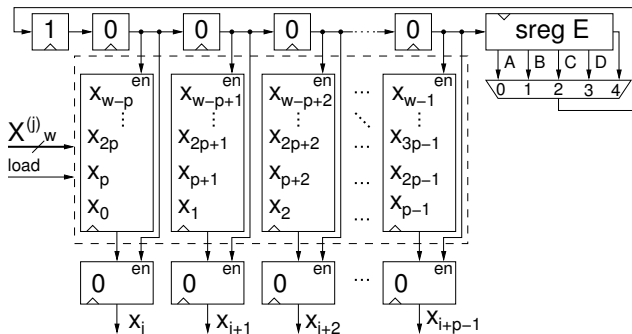 1 0 0 0 ... 0 sreg E
A B C D
0 1 2 3 4
en en en en
X^(j) w
load
x_{w-p} x_{w-p+1} x_{w-p+2} ... x_{w-1}
⋮ ⋮ ⋮ ⋱ ⋮
x_{2p} x_{2p+1} x_{2p+2} ... x_{3p-1}
x_p x_{p+1} x_{p+2} ... x_{2p-1}
x_0 x_1 x_2 ... x_{p-1}
en en en en
0 0 0 ... 0
x_i x_{i+1} x_{i+2} x_{i+p-1}